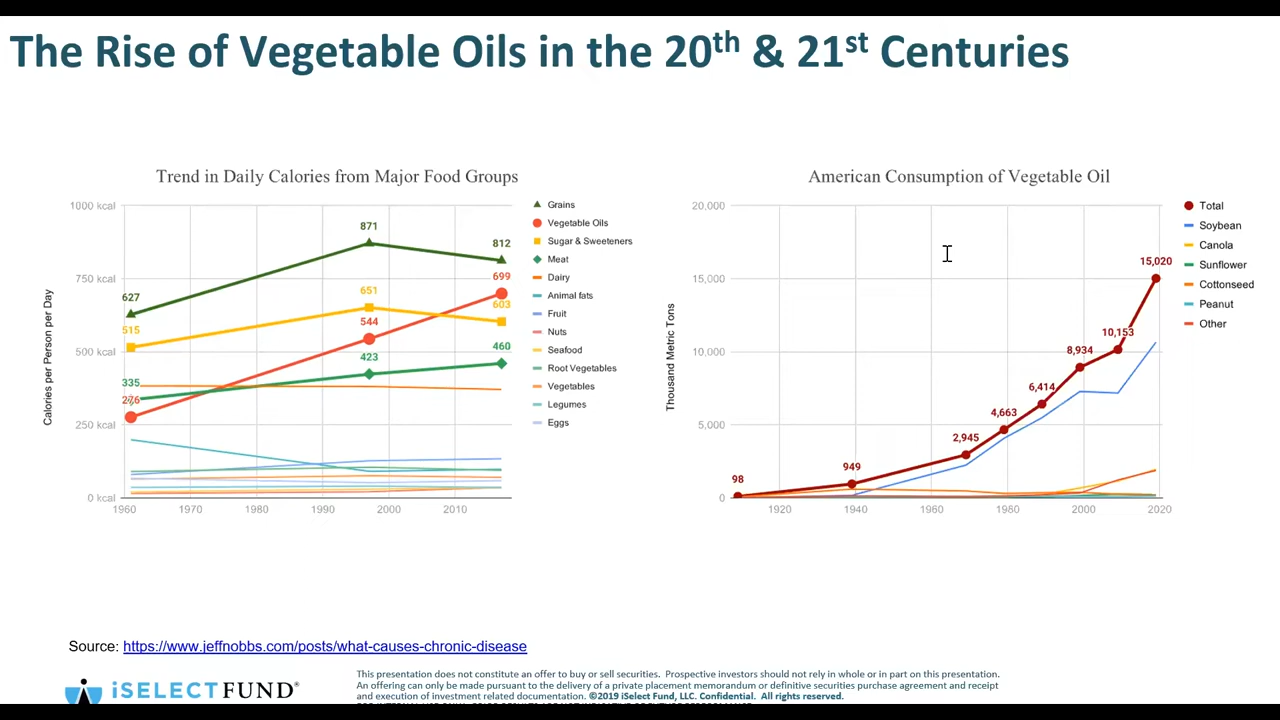 The Rise of Vegetable Oils in the 20th & 21st Centuries
Trend in Daily Calories from Major Food Groups
1000 kcal
750 kcal
500 kcal
250 kcal
0 kcal
Calories per Person per Day
627
871
812
515
651
603
276
544
699
335
423
460
1960
1970
1980
1990
2000
2010
Grains
Vegetable Oils
Sugar & Sweeteners
Meat
Dairy
Animal fats
Fruit
Nuts
Seafood
Root Vegetables
Vegetables
Legumes
Eggs
American Consumption of Vegetable Oil
20,000
15,000
10,000
5,000
0
Thousand Metric Tons
98
949
2,945
4,663
6,414
8,934
10,153
15,020
1920
1940
1960
1980
2000
2020
Total
Soybean
Canola
Sunflower
Cottonseed
Peanut
Other
Source: https://www.jeffnobbs.com/posts/what-causes-chronic-disease
iSELECTFUND®
This presentation does not constitute an offer to buy or sell securities. Prospective investors should not rely in whole or in part on this presentation.
An offering can only be made pursuant to the delivery of a private placement memorandum or definitive securities purchase agreement and receipt
and execution of investment related documentation. ©2019 iSelect Fund, LLC. Confidential. All rights reserved.